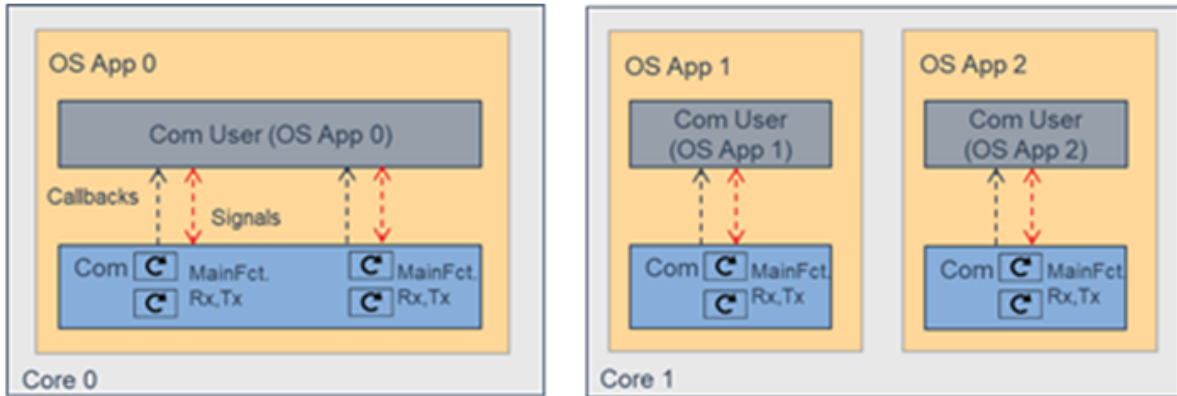 OS App 0
Com User (OS App 0)
Callbacks
Signals
Com
MainFct.
Rx,Tx
MainFct.
Rx,Tx
Core 0
OS App 1
Com User
(OS App 1)
Com
MainFct.
Rx,Tx
OS App 2
Com User
(OS App 2)
Com
MainFct.
Rx,Tx
Core 1